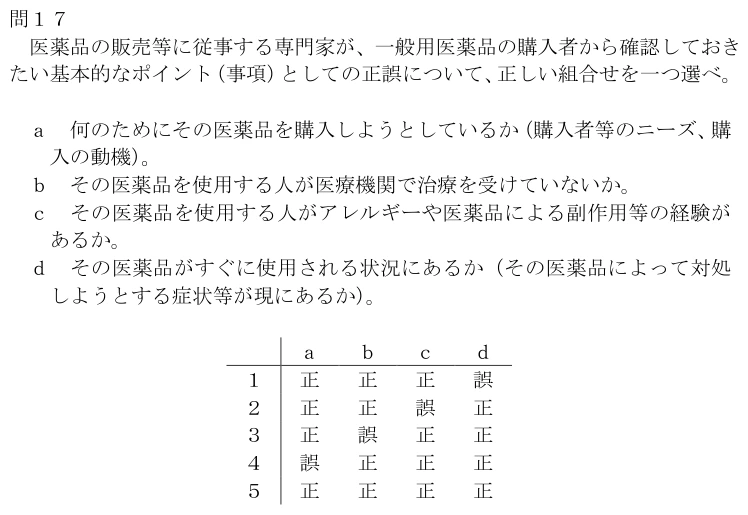 問１７
　医薬品の販売等に従事する専門家が、一般用医薬品の購入者から確認しておき
たい基本的なポイント（事項）としての正誤について、正しい組合せを一つ選べ。
ａ　何のためにその医薬品を購入しようとしているか（購入者等のニーズ、購
入の動機）。
ｂ　その医薬品を使用する人が医療機関で治療を受けていないか。
ｃ　その医薬品を使用する人がアレルギーや医薬品による副作用等の経験が
あるか。
ｄ　その医薬品がすぐに使用される状況にあるか（その医薬品によって対処
しようとする症状等が現にあるか）。
ａ　ｂ　ｃ　ｄ
１　正　正　正　誤
２　正　正　誤　正
３　正　誤　正　正
４　誤　正　正　正
５　正　正　正　正